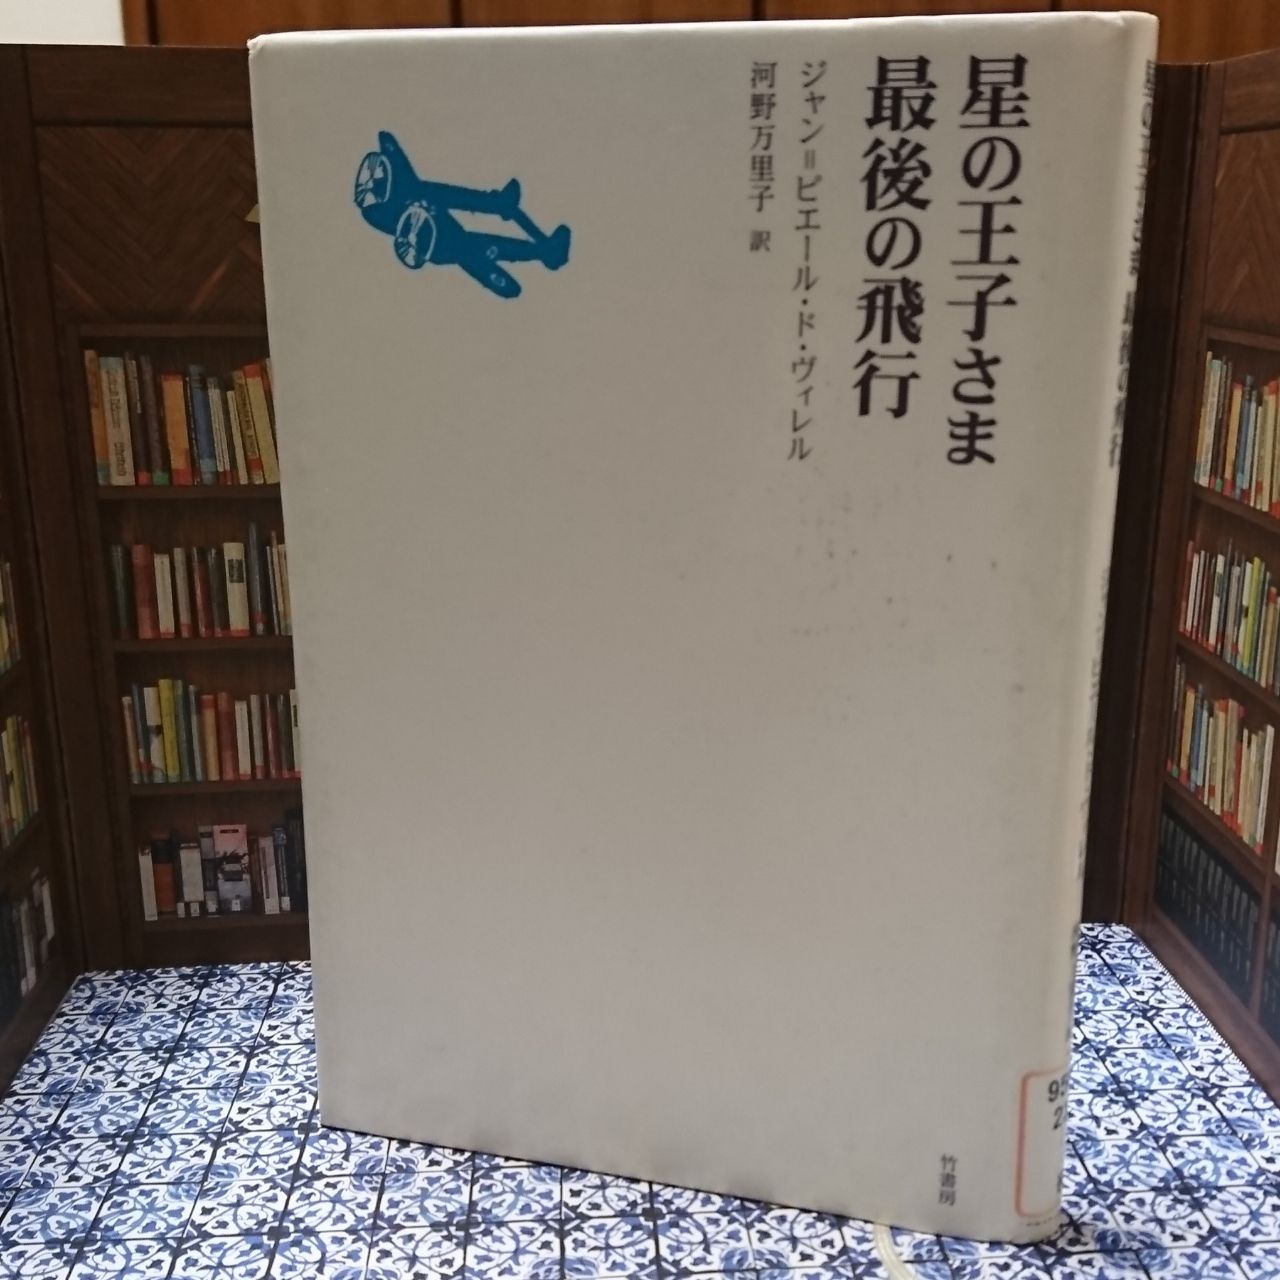 星の王子さま
最後の飛行
ジャン＝ピエール・ド・ヴィレル
河野万里子 訳
竹書房